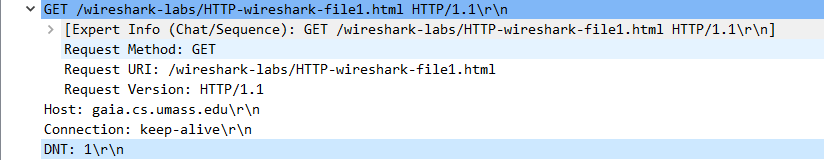 GET /wireshark-labs/HTTP-wireshark-file1.html HTTP/1.1\r\n
[Expert Info (Chat/Sequence): GET /wireshark-labs/HTTP-wireshark-file1.html HTTP/1.1\r\n]
Request Method: GET
Request URI: /wireshark-labs/HTTP-wireshark-file1.html
Request Version: HTTP/1.1
Host: gaia.cs.umass.edu\r\n
Connection: keep-alive\r\n
DNT: 1\r\n